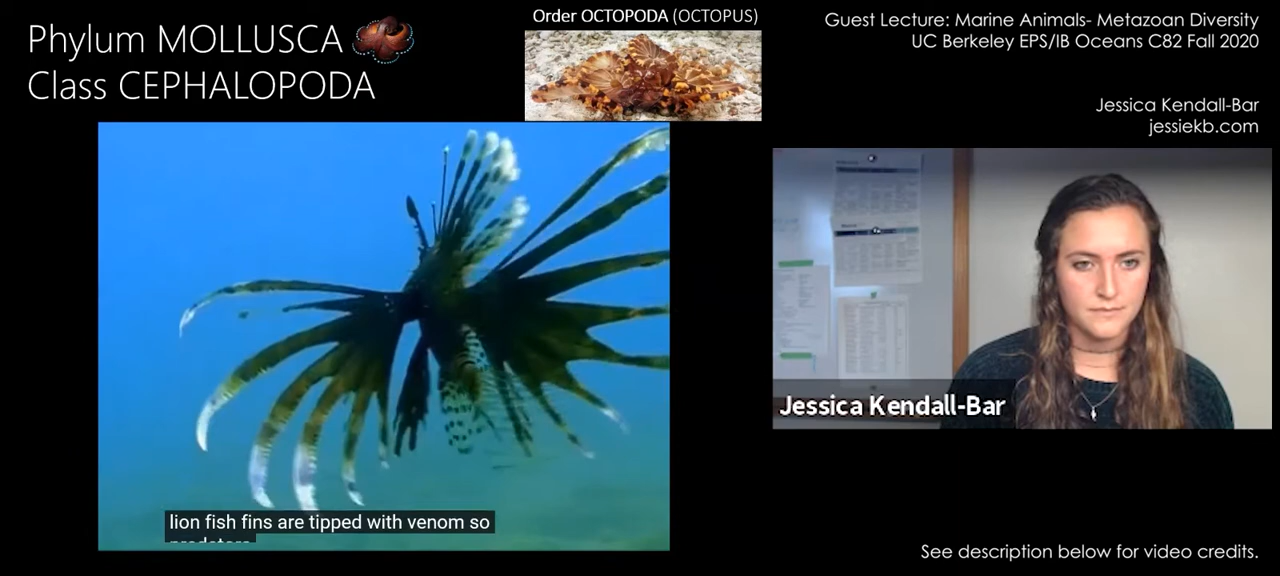 Phylum MOLLUSCA
Class CEPHALOPODA
Order OCTOPODA (OCTOPUS)
Guest Lecture: Marine Animals- Metazoan Diversity
UC Berkeley EPS/IB Oceans C82 Fall 2020
Jessica Kendall-Bar
jessiekb.com
lion fish fins are tipped with venom so
predators
Jessica Kendall-Bar
See description below for video credits.